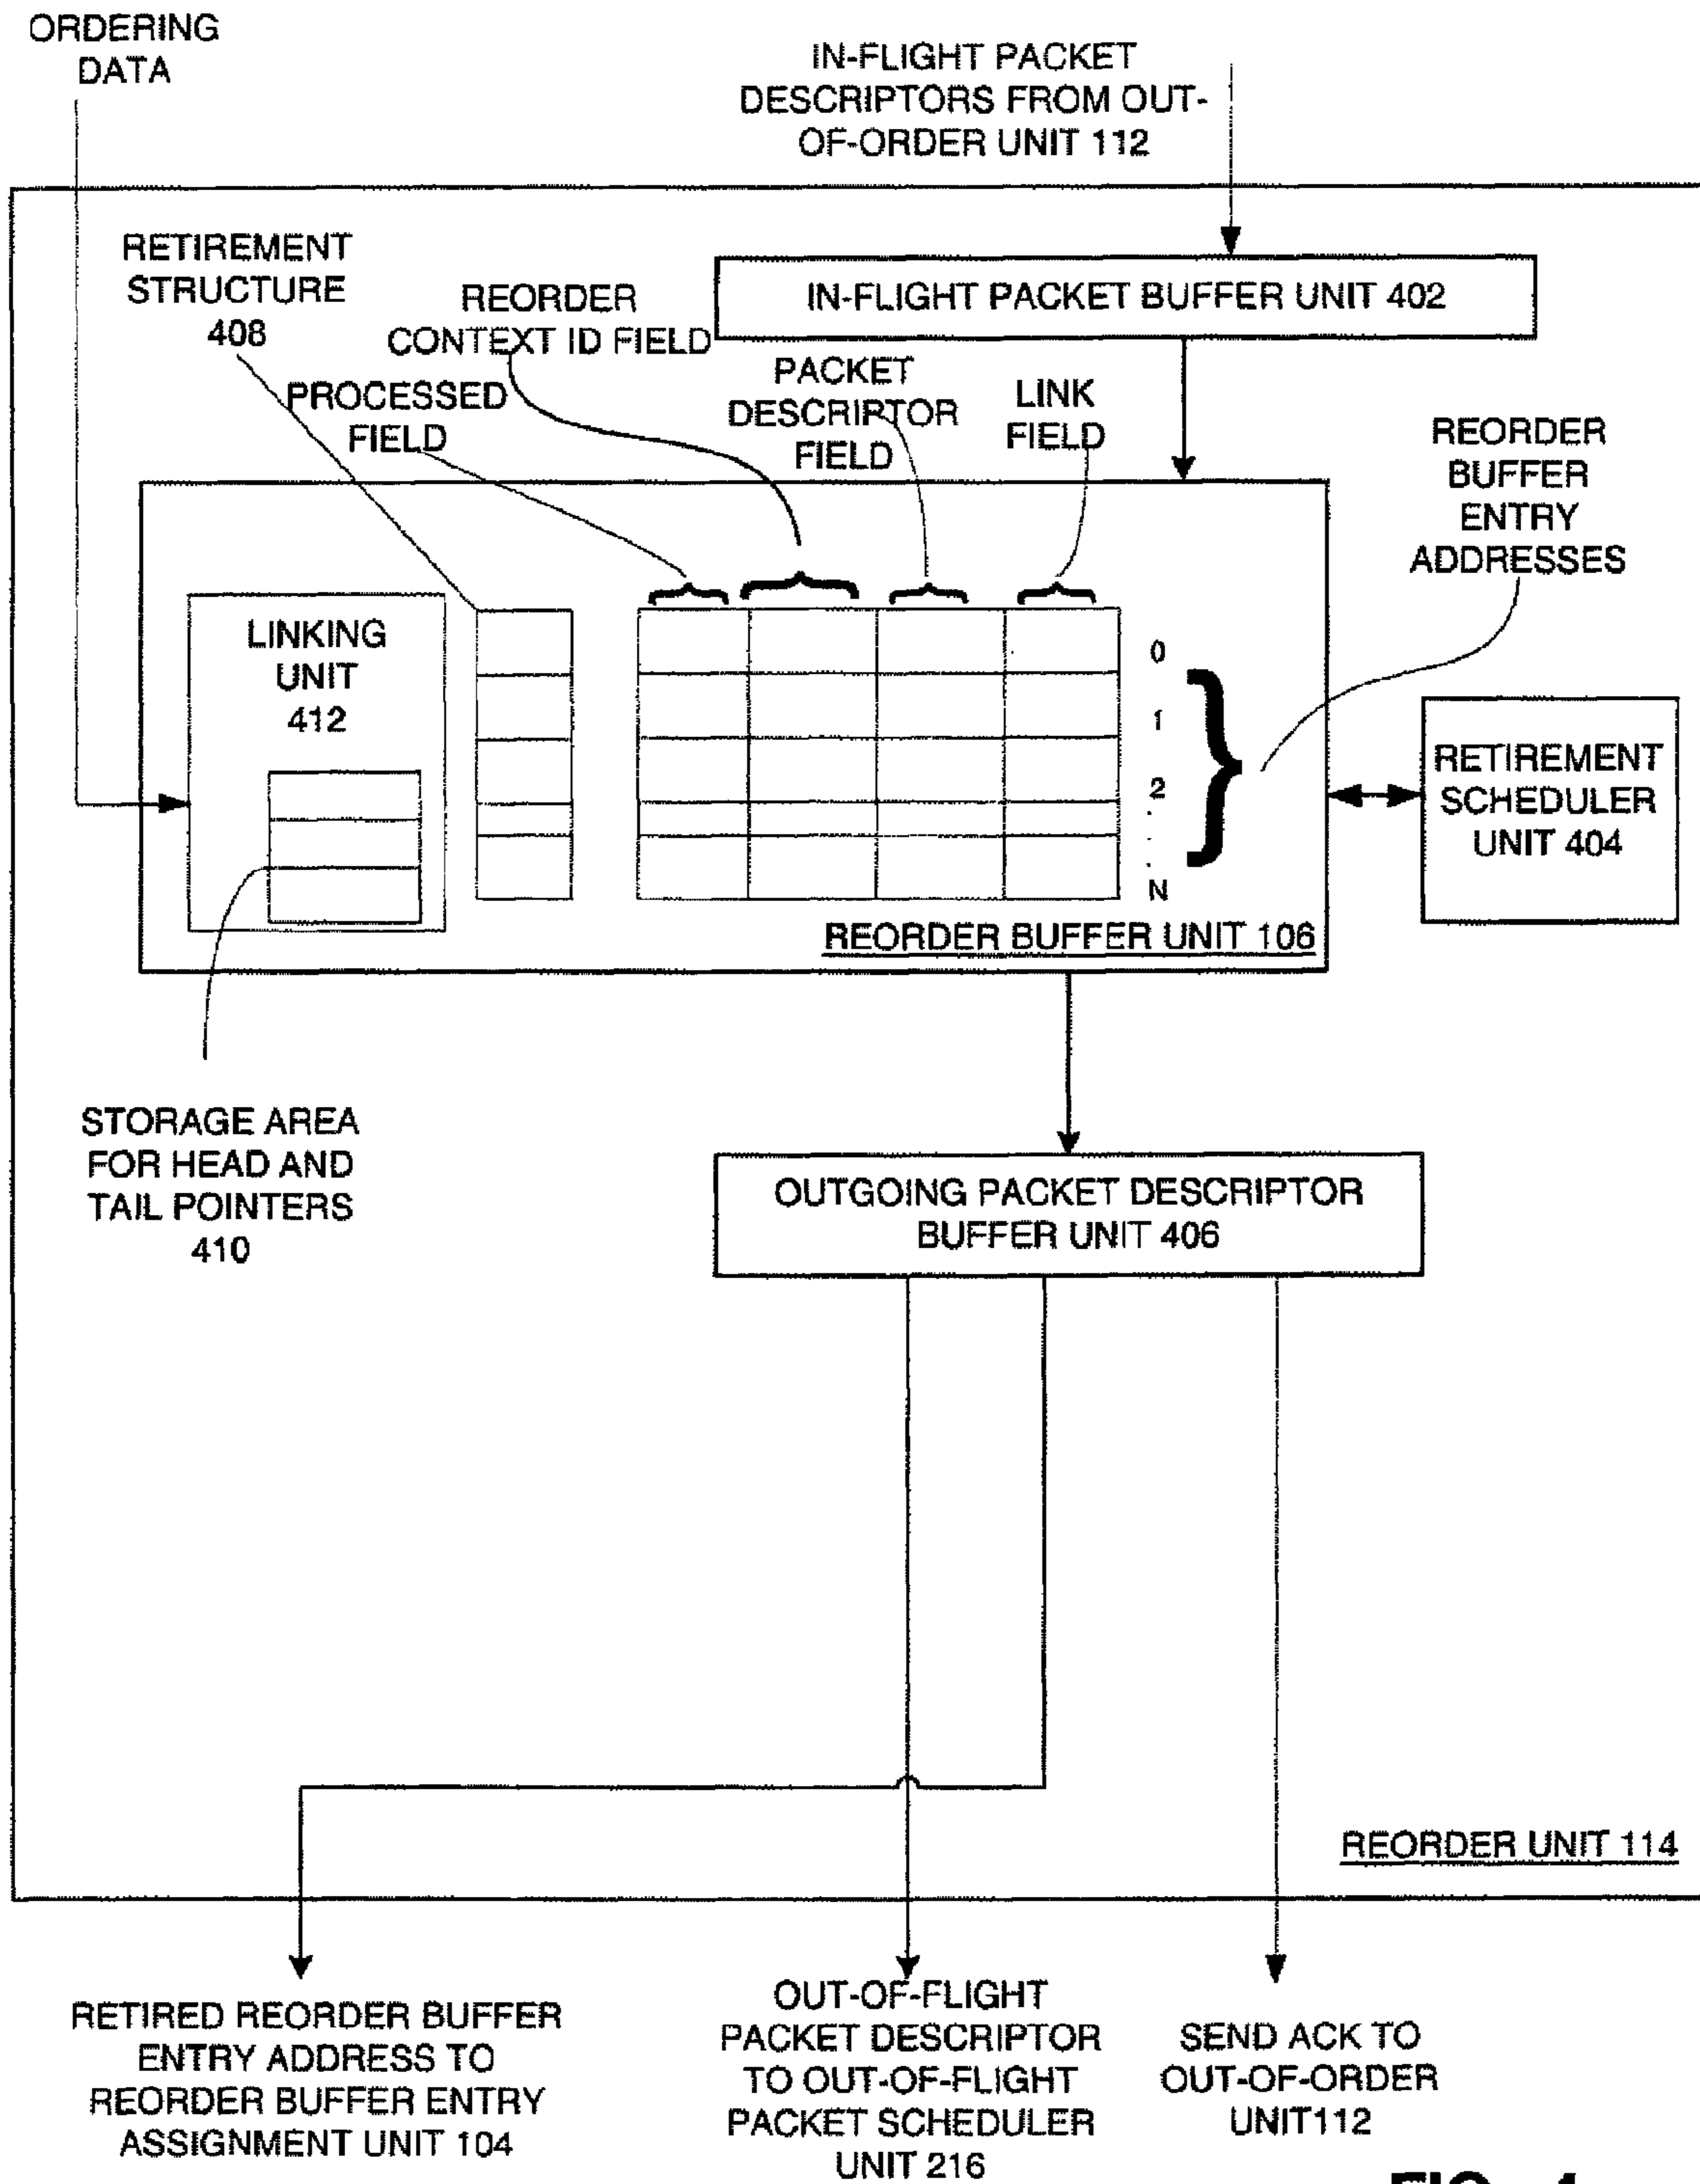 ORDERING
DATA
IN-FLIGHT PACKET
DESCRIPTORS FROM OUT-
OF-ORDER UNIT 112
RETIREMENT
STRUCTURE
408
REORDER
CONTEXT ID FIELD
PROCESSED
FIELD
IN-FLIGHT PACKET BUFFER UNIT 402
PACKET
DESCRIPTOR
FIELD
LINK
FIELD
REORDER
BUFFER
ENTRY
ADDRESSES
LINKING
UNIT
412
0
1
2
.
.
.
N
RETIREMENT
SCHEDULER
UNIT 404
REORDER BUFFER UNIT 106
STORAGE AREA
FOR HEAD AND
TAIL POINTERS
410
OUTGOING PACKET DESCRIPTOR
BUFFER UNIT 406
REORDER UNIT 114
RETIRED REORDER BUFFER
ENTRY ADDRESS TO
REORDER BUFFER ENTRY
ASSIGNMENT UNIT 104
OUT-OF-FLIGHT
PACKET DESCRIPTOR
TO OUT-OF-FLIGHT
PACKET SCHEDULER
UNIT 216
SEND ACK TO
OUT-OF-ORDER
UNIT112